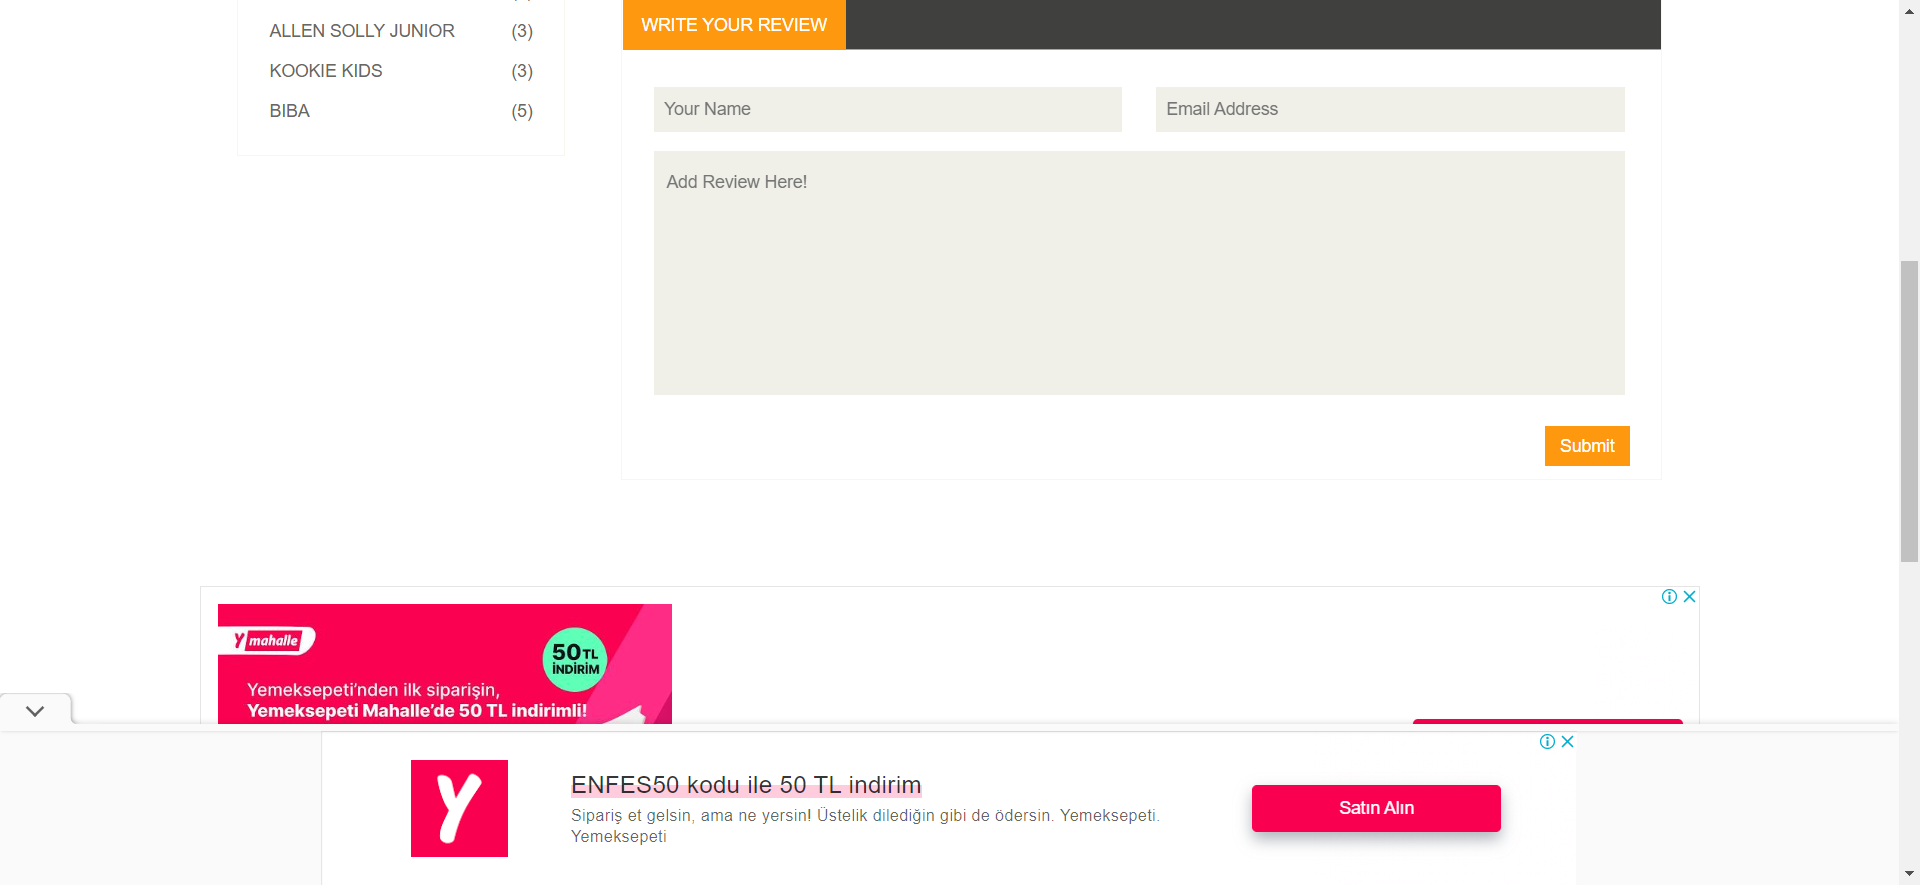 ALLEN SOLLY JUNIOR (3)
KOOKIE KIDS (3)
BIBA (5)
WRITE YOUR REVIEW
Your Name
Email Address
Add Review Here!
Submit
Y mahalle
50 TL
İNDİRİM
Yemeksepeti'nden ilk siparişin,
Yemeksepeti Mahalle'de 50 TL indirimli!
Y
ENFES50 kodu ile 50 TL indirim
Sipariş et gelsin, ama ne yersin! Üstelik dilediğin gibi de ödersin. Yemeksepeti.
Yemeksepeti
Satın Alın